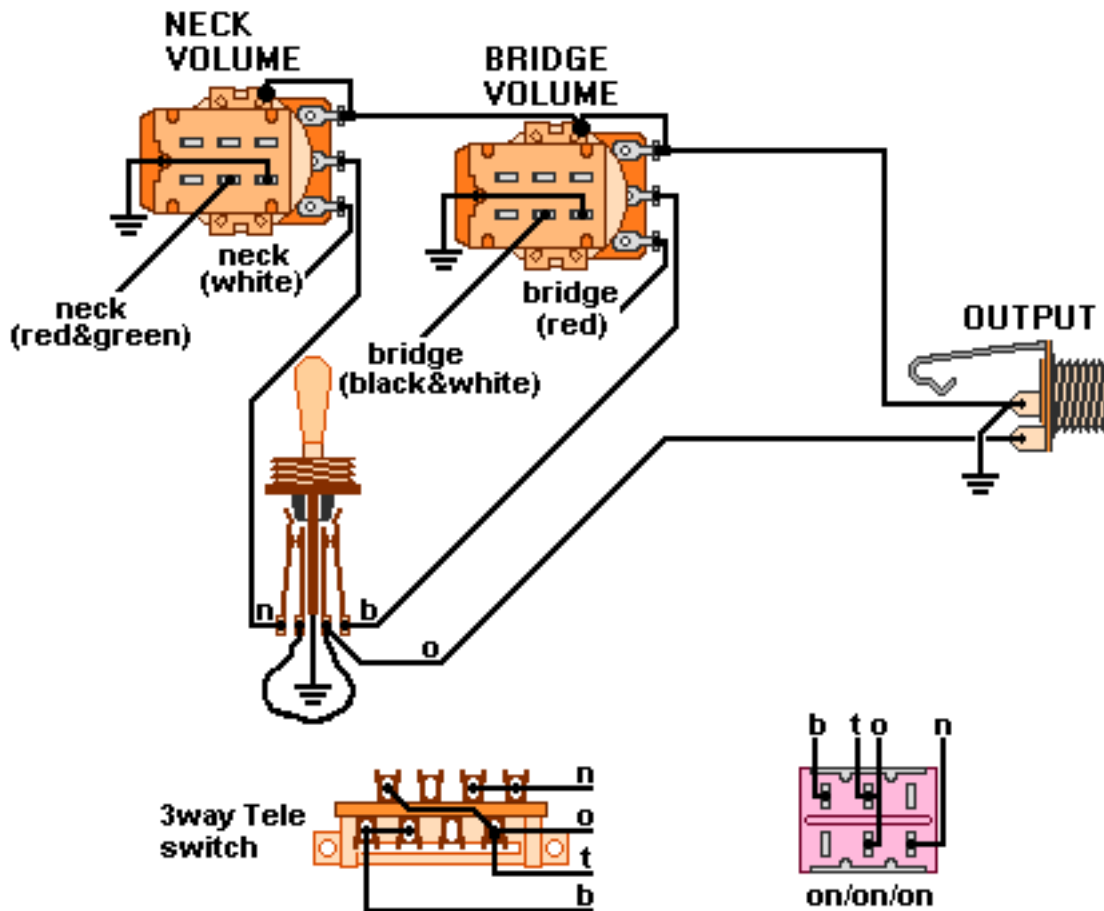 NECK
VOLUME
BRIDGE
VOLUME
neck
(white)
neck
(red&green)
bridge
(red)
bridge
(black&white)
OUTPUT
n
b
o
b t o n
3way Tele
switch
n
o
t
b
on/on/on